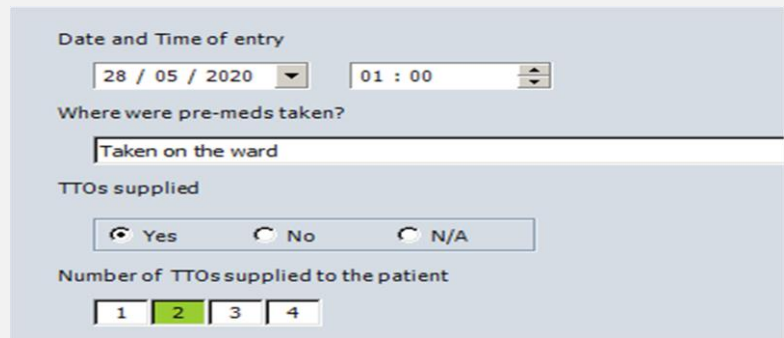 Date and Time of entry
28 / 05 / 2020 01 : 00
Where were pre-meds taken?
Taken on the ward
TTOs supplied
Yes No N/A
Number of TTOs supplied to the patient
1 2 3 4